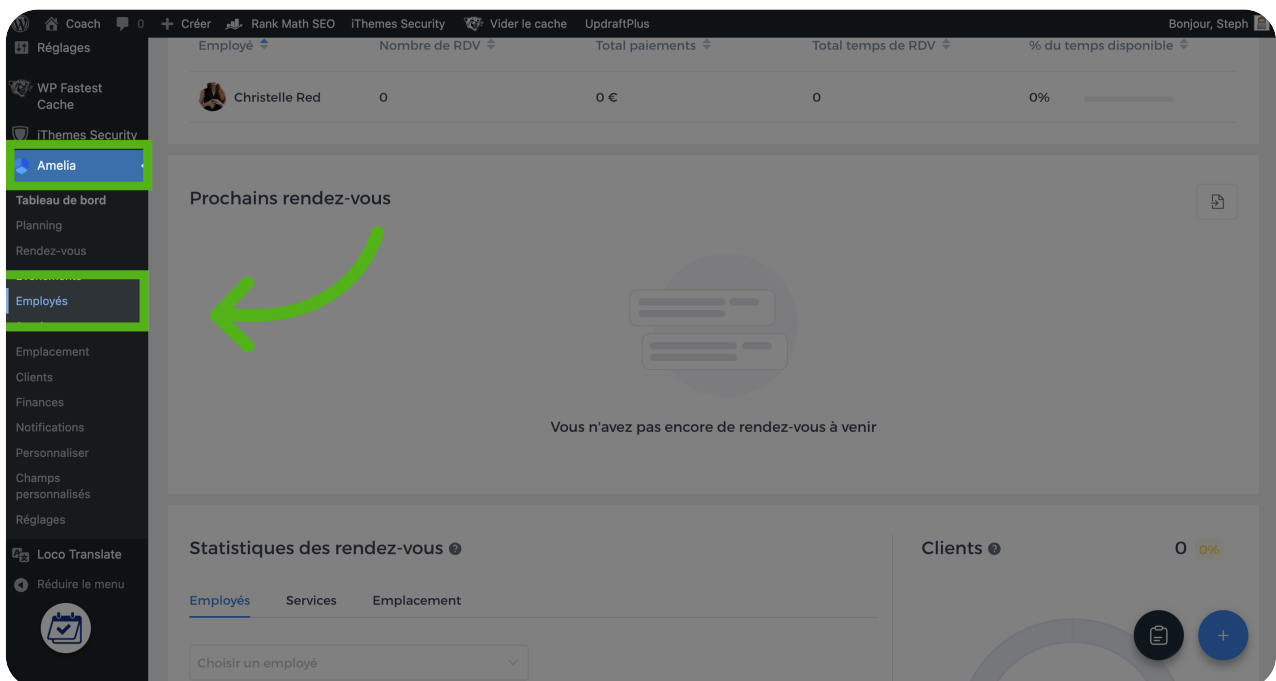 Coach 0 Créer Rank Math SEO iThemes Security Vider le cache UpdraftPlus Bonjour, Steph
Réglages
WP Fastest
Cache
iThemes Security
Amelia
Tableau de bord
Planning
Rendez-vous
Employés
Emplacement
Clients
Finances
Notifications
Personnaliser
Champs
personnalisés
Réglages
Loco Translate
Réduire le menu
Employé Nombre de RDV Total paiements Total temps de RDV % du temps disponible
Christelle Red 0 0 € 0 0%
Prochains rendez-vous
Vous n'avez pas encore de rendez-vous à venir
Statistiques des rendez-vous
Employés Services Emplacement
Choisir un employé
Clients 0 0%